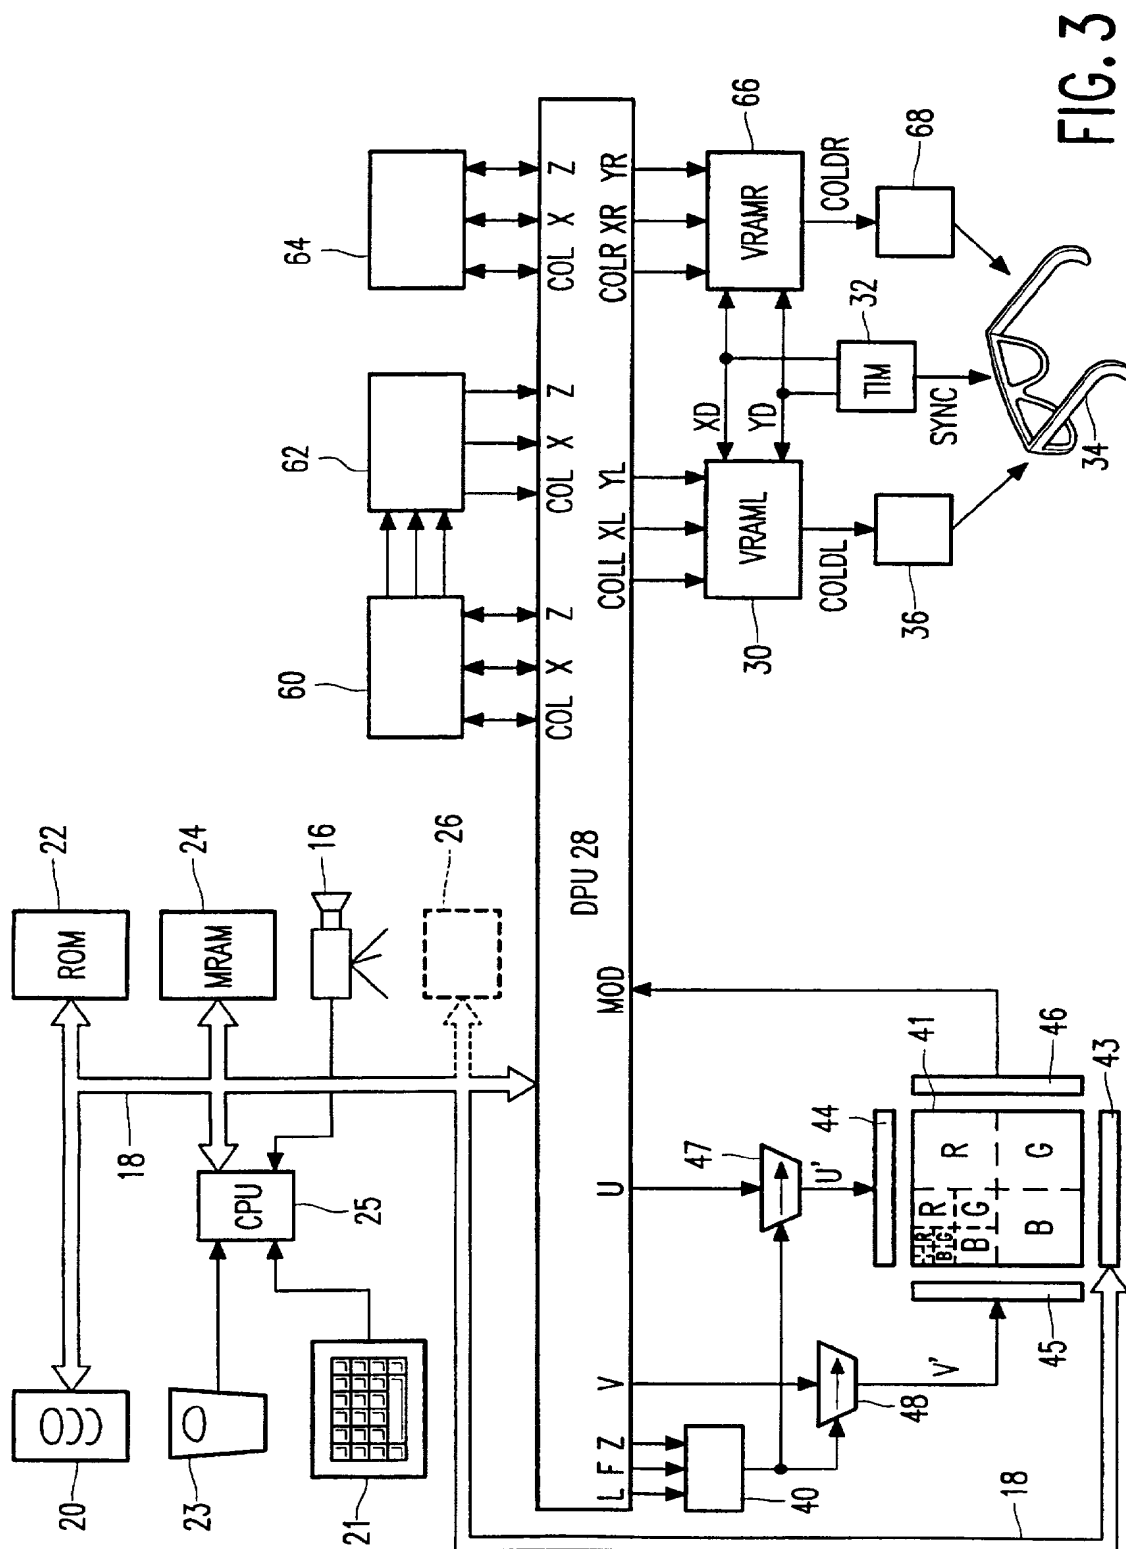 20
ROM
22
23
18
CPU
MRAM
24
21
25
16
26
60
62
64
COL X Z
COL X Z
COL X Z
DPU 28
L F Z V U MOD COLL XL YL COLR XR YR
XD
YD
47
30
VRAML
VRAMR
66
40
48
U'
44
COLDL
TIM
32
COLDR
V'
36
SYNC
68
R
G
B
R
G
B
R
G
B
41
45
46
18
43
34
FIG. 3